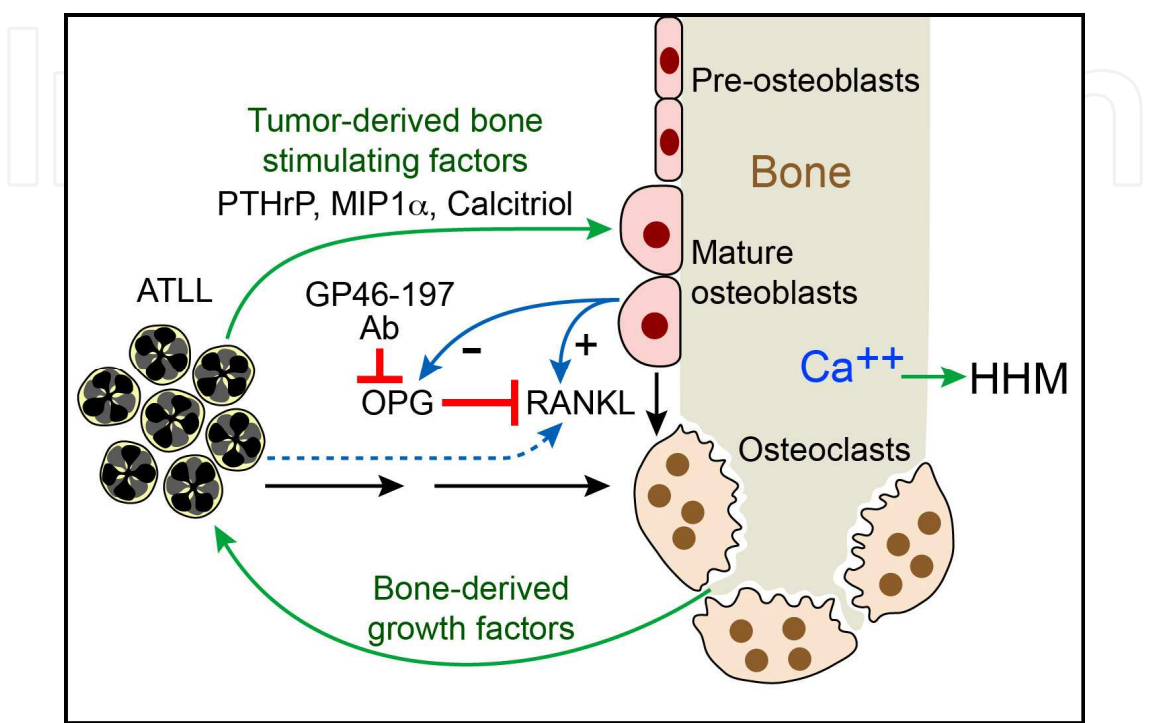 Pre-osteoblasts
Tumor-derived bone
stimulating factors
PTHrP, MIP1α, Calcitriol
Bone
Mature
osteoblasts
ATLL
GP46-197
Ab
-
+
OPG
RANKL
Ca++
HHM
Osteoclasts
Bone-derived
growth factors